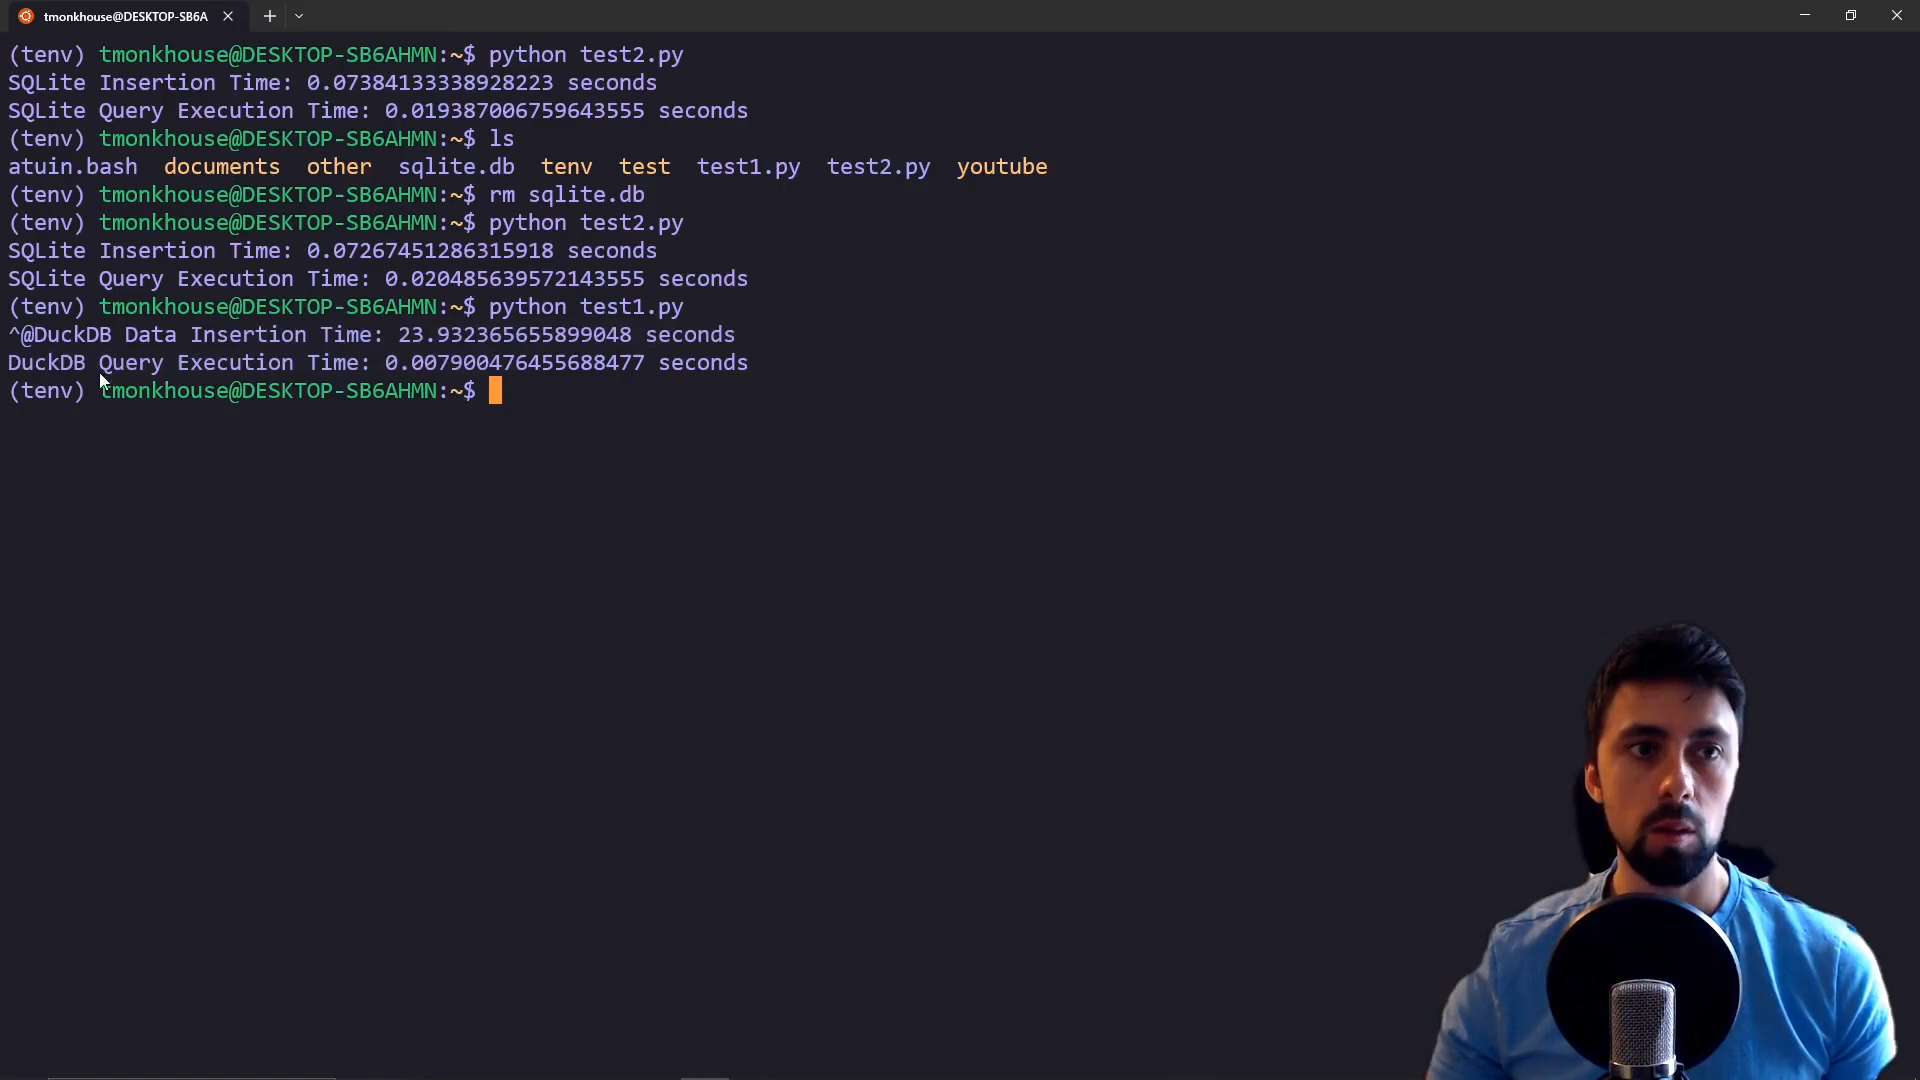 tmonkhouse@DESKTOP-SB6A
(tenv) tmonkhouse@DESKTOP-SB6AHMN:~$ python test2.py
SQLite Insertion Time: 0.07384133338928223 seconds
SQLite Query Execution Time: 0.019387006759643555 seconds
(tenv) tmonkhouse@DESKTOP-SB6AHMN:~$ ls
atuin.bash documents other sqlite.db tenv test test1.py test2.py youtube
(tenv) tmonkhouse@DESKTOP-SB6AHMN:~$ rm sqlite.db
(tenv) tmonkhouse@DESKTOP-SB6AHMN:~$ python test2.py
SQLite Insertion Time: 0.07267451286315918 seconds
SQLite Query Execution Time: 0.020485639572143555 seconds
(tenv) tmonkhouse@DESKTOP-SB6AHMN:~$ python test1.py
^@DuckDB Data Insertion Time: 23.932365655899048 seconds
DuckDB Query Execution Time: 0.007900476455688477 seconds
(tenv) tmonkhouse@DESKTOP-SB6AHMN:~$